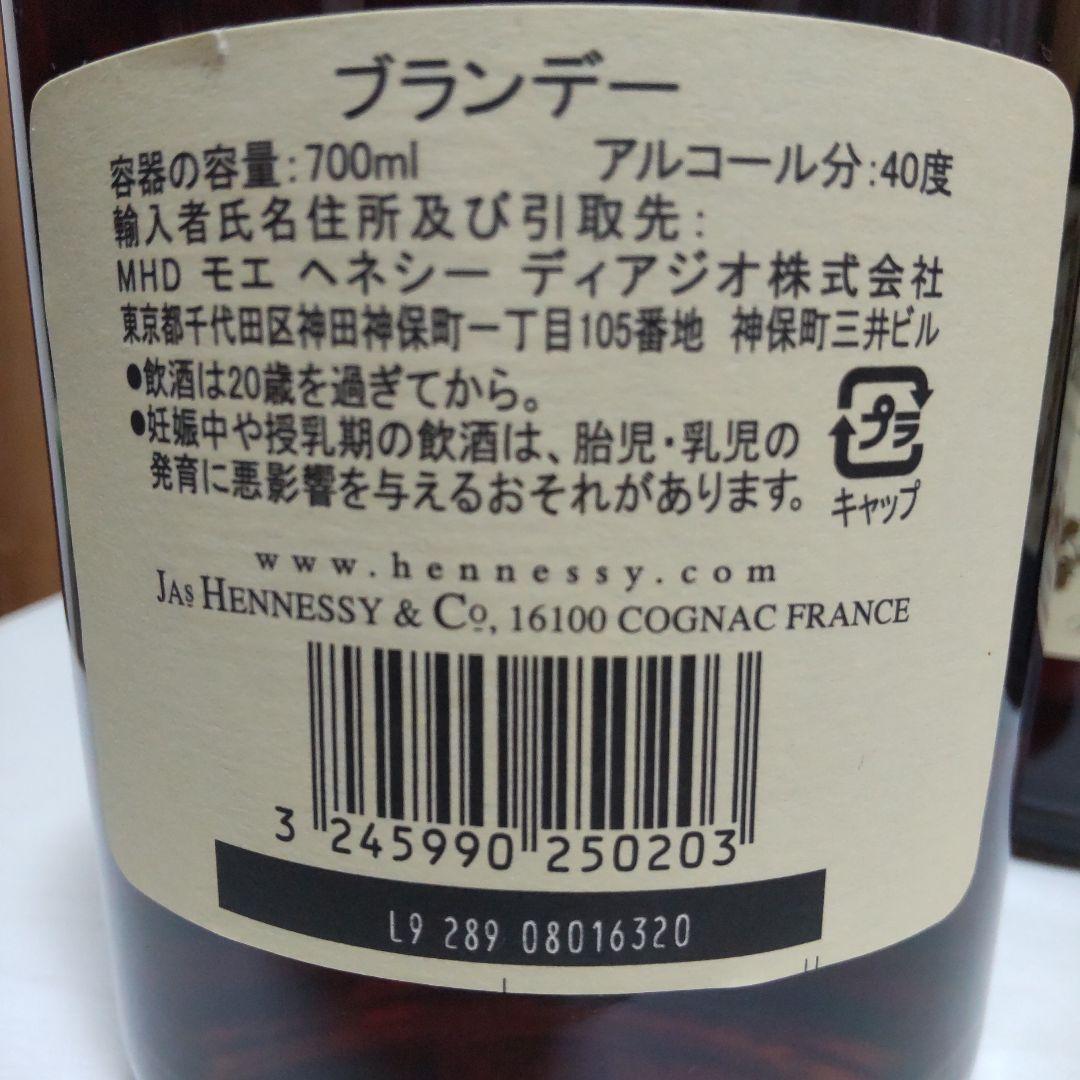 ブランデー
容器の容量:700ml アルコール分:40度
輸入者氏名住所及び引取先:
MHD モエ ヘネシー ディアジオ株式会社
東京都千代田区神田神保町一丁目105番地 神保町三井ビル
●飲酒は20歳を過ぎてから。
●妊娠中や授乳期の飲酒は、胎児・乳児の
発育に悪影響を与えるおそれがあります。
プラ
キャップ
www.hennessy.com
JAs HENNESSY & Co, 16100 COGNAC FRANCE
3 245990 250203
L9 289 08016320